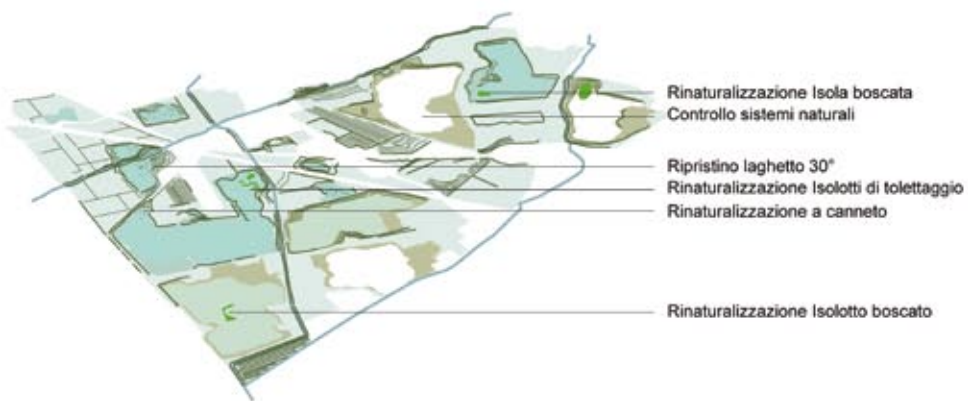 Rinaturalizzazione Isola boscata
Controllo sistemi naturali
Ripristino laghetto 30°
Rinaturalizzazione Isolotti di tolettaggio
Rinaturalizzazione a canneto
Rinaturalizzazione Isolotto boscato